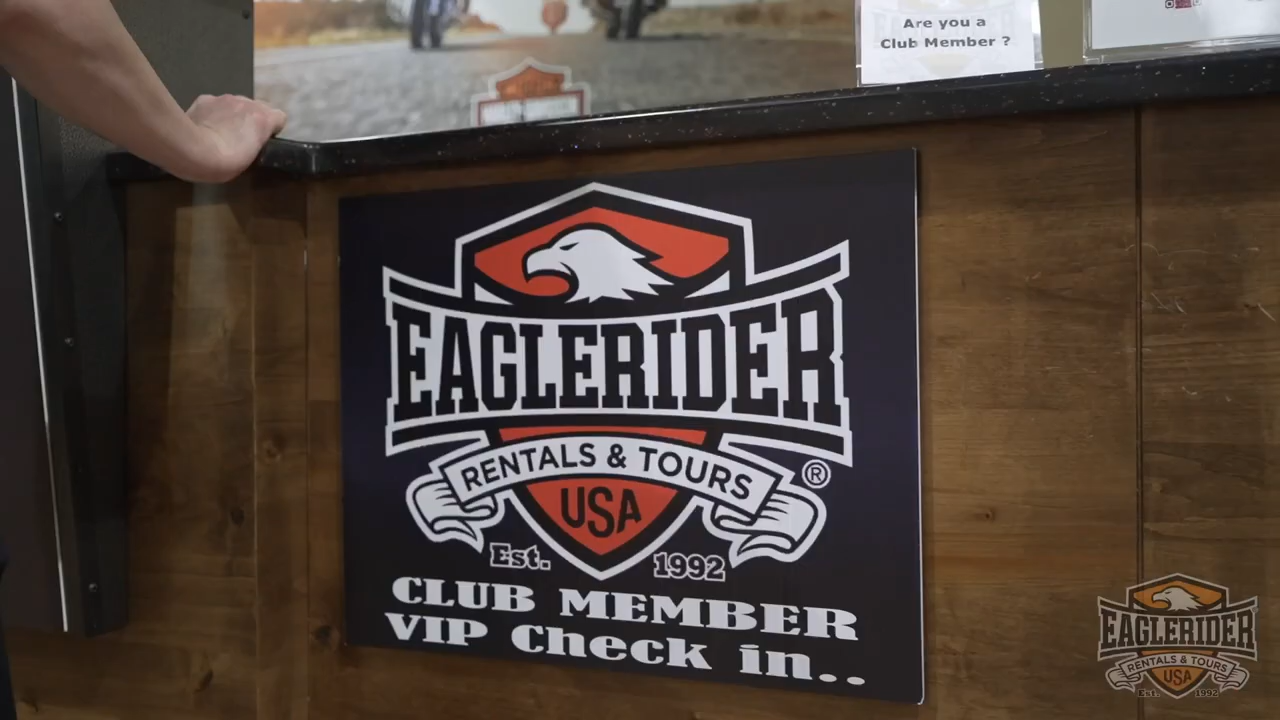 Are you a
Club Member ?
EAGLERIDER
RENTALS & TOURS
®
USA
Est. 1992
CLUB MEMBER
VIP Check in..
EAGLERIDER
RENTALS & TOURS
USA
Est. 1992